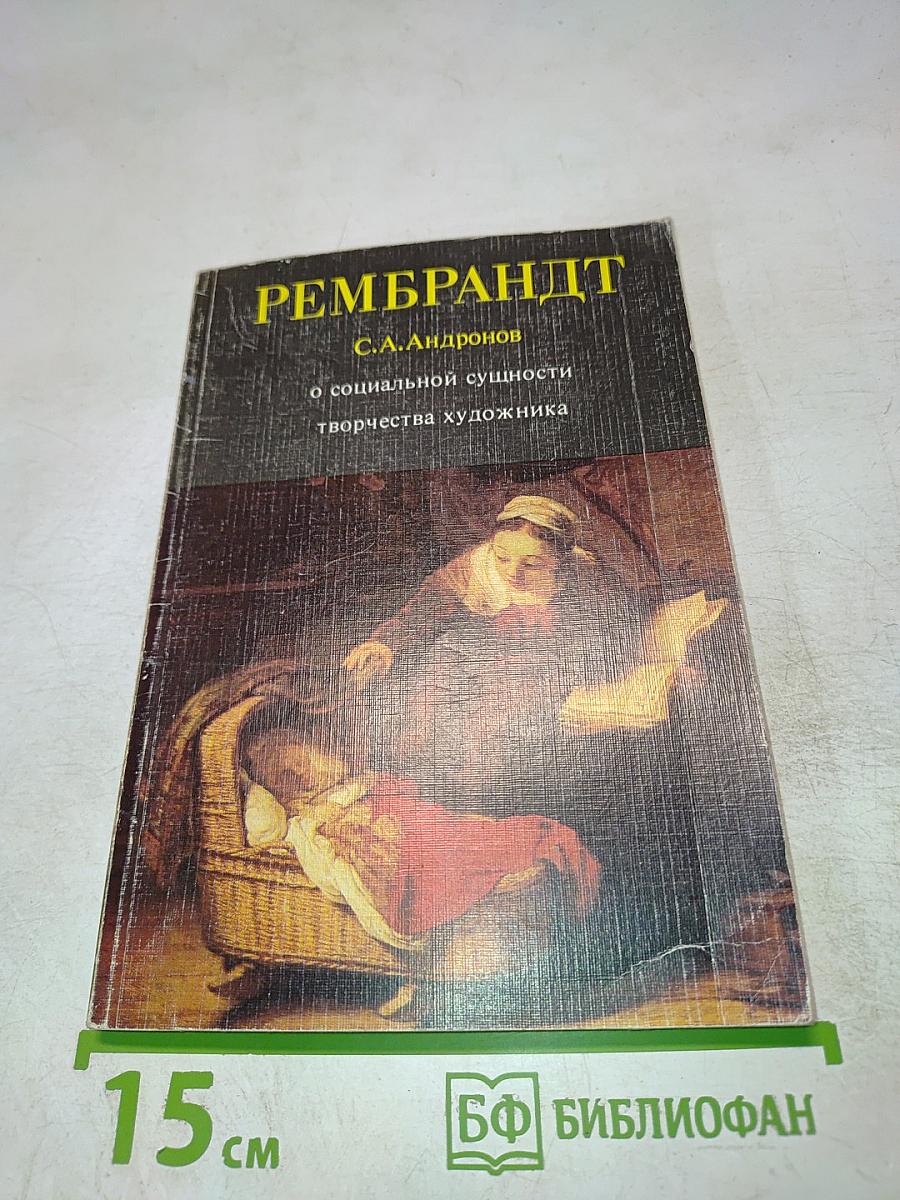 РЕМБРАНДТ
С.А.Андронов
о социальной сущности
творчества художника
15 см
БФ БИБЛИОФАН